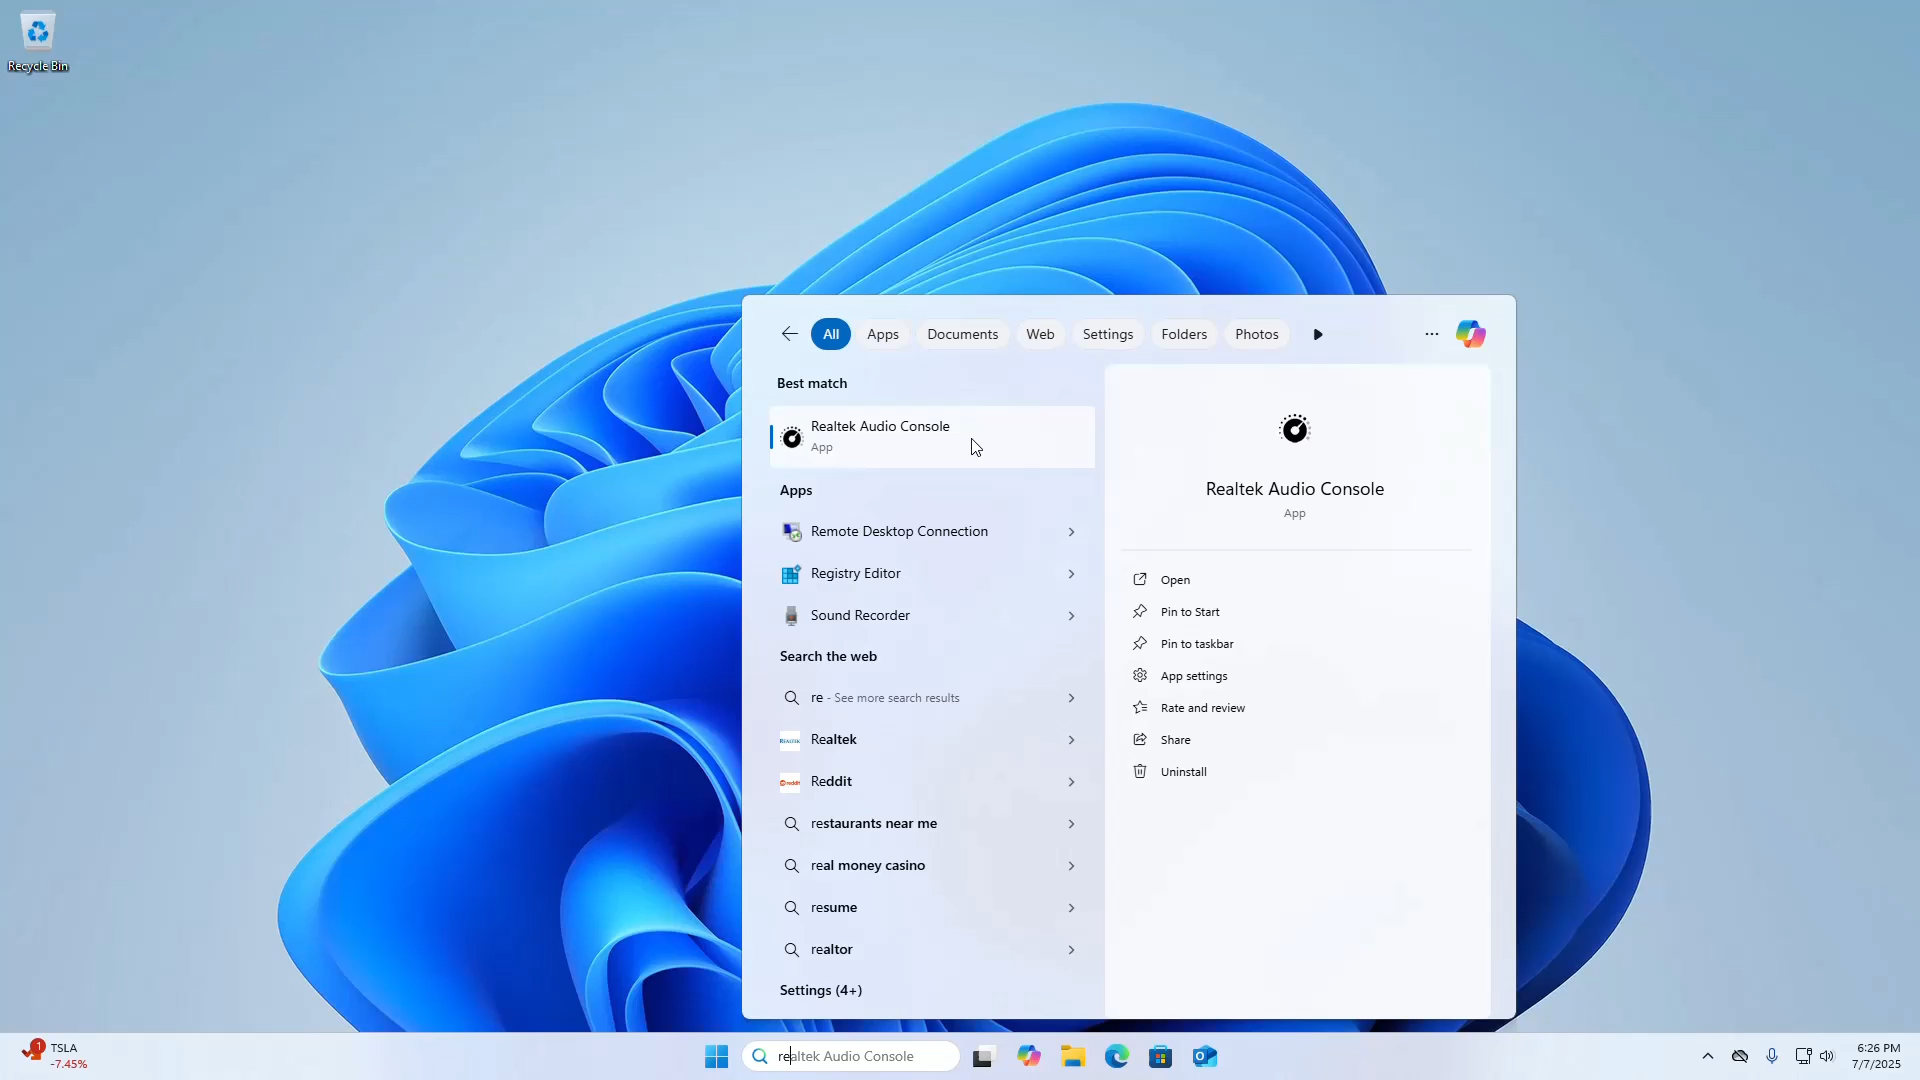 Recycle Bin
All Apps Documents Web Settings Folders Photos
Best match
Realtek Audio Console
App
Apps
Remote Desktop Connection
Registry Editor
Sound Recorder
Search the web
re - See more search results
Realtek
Reddit
restaurants near me
real money casino
resume
realtor
Settings (4+)
Realtek Audio Console
App
Open
Pin to Start
Pin to taskbar
App settings
Rate and review
Share
Uninstall
1
TSLA
-7.45%
realtek Audio Console
6:26 PM
7/7/2025